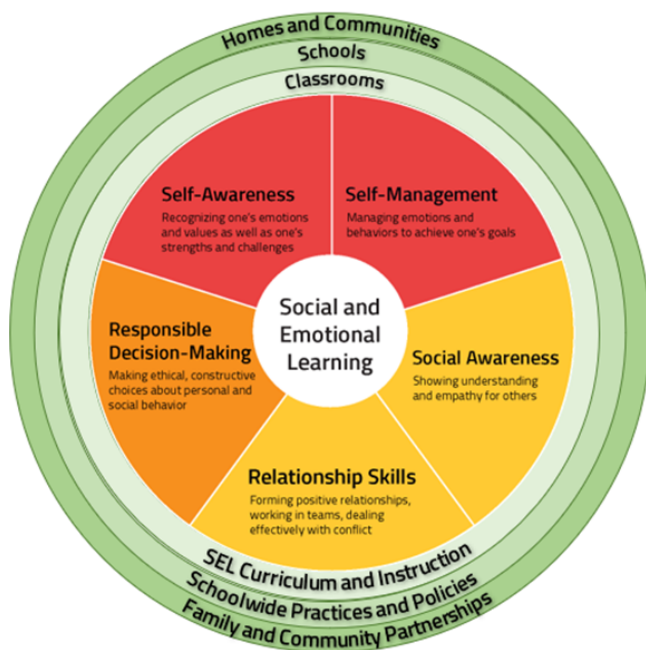 Homes and Communities
Schools
Classrooms
Self-Awareness
Recognizing one's emotions
and values as well as one's
strengths and challenges
Self-Management
Managing emotions and
behaviors to achieve one's goals
Social and
Emotional
Learning
Responsible
Decision-Making
Making ethical, constructive
choices about personal and
social behavior
Social Awareness
Showing understanding
and empathy for others
Relationship Skills
Forming positive relationships,
working in teams, dealing
effectively with conflict
SEL Curriculum and Instruction
Schoolwide Practices and Policies
Family and Community Partnerships